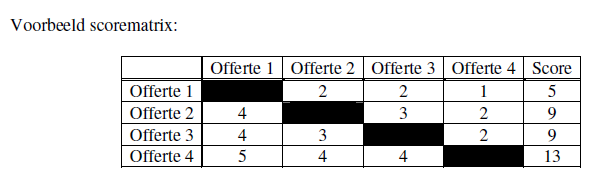 Voorbeeld scorematrix:
Offerte 1 Offerte 2 Offerte 3 Offerte 4 Score
Offerte 1 2 2 1 5
Offerte 2 4 3 2 9
Offerte 3 4 3 2 9
Offerte 4 5 4 4 13